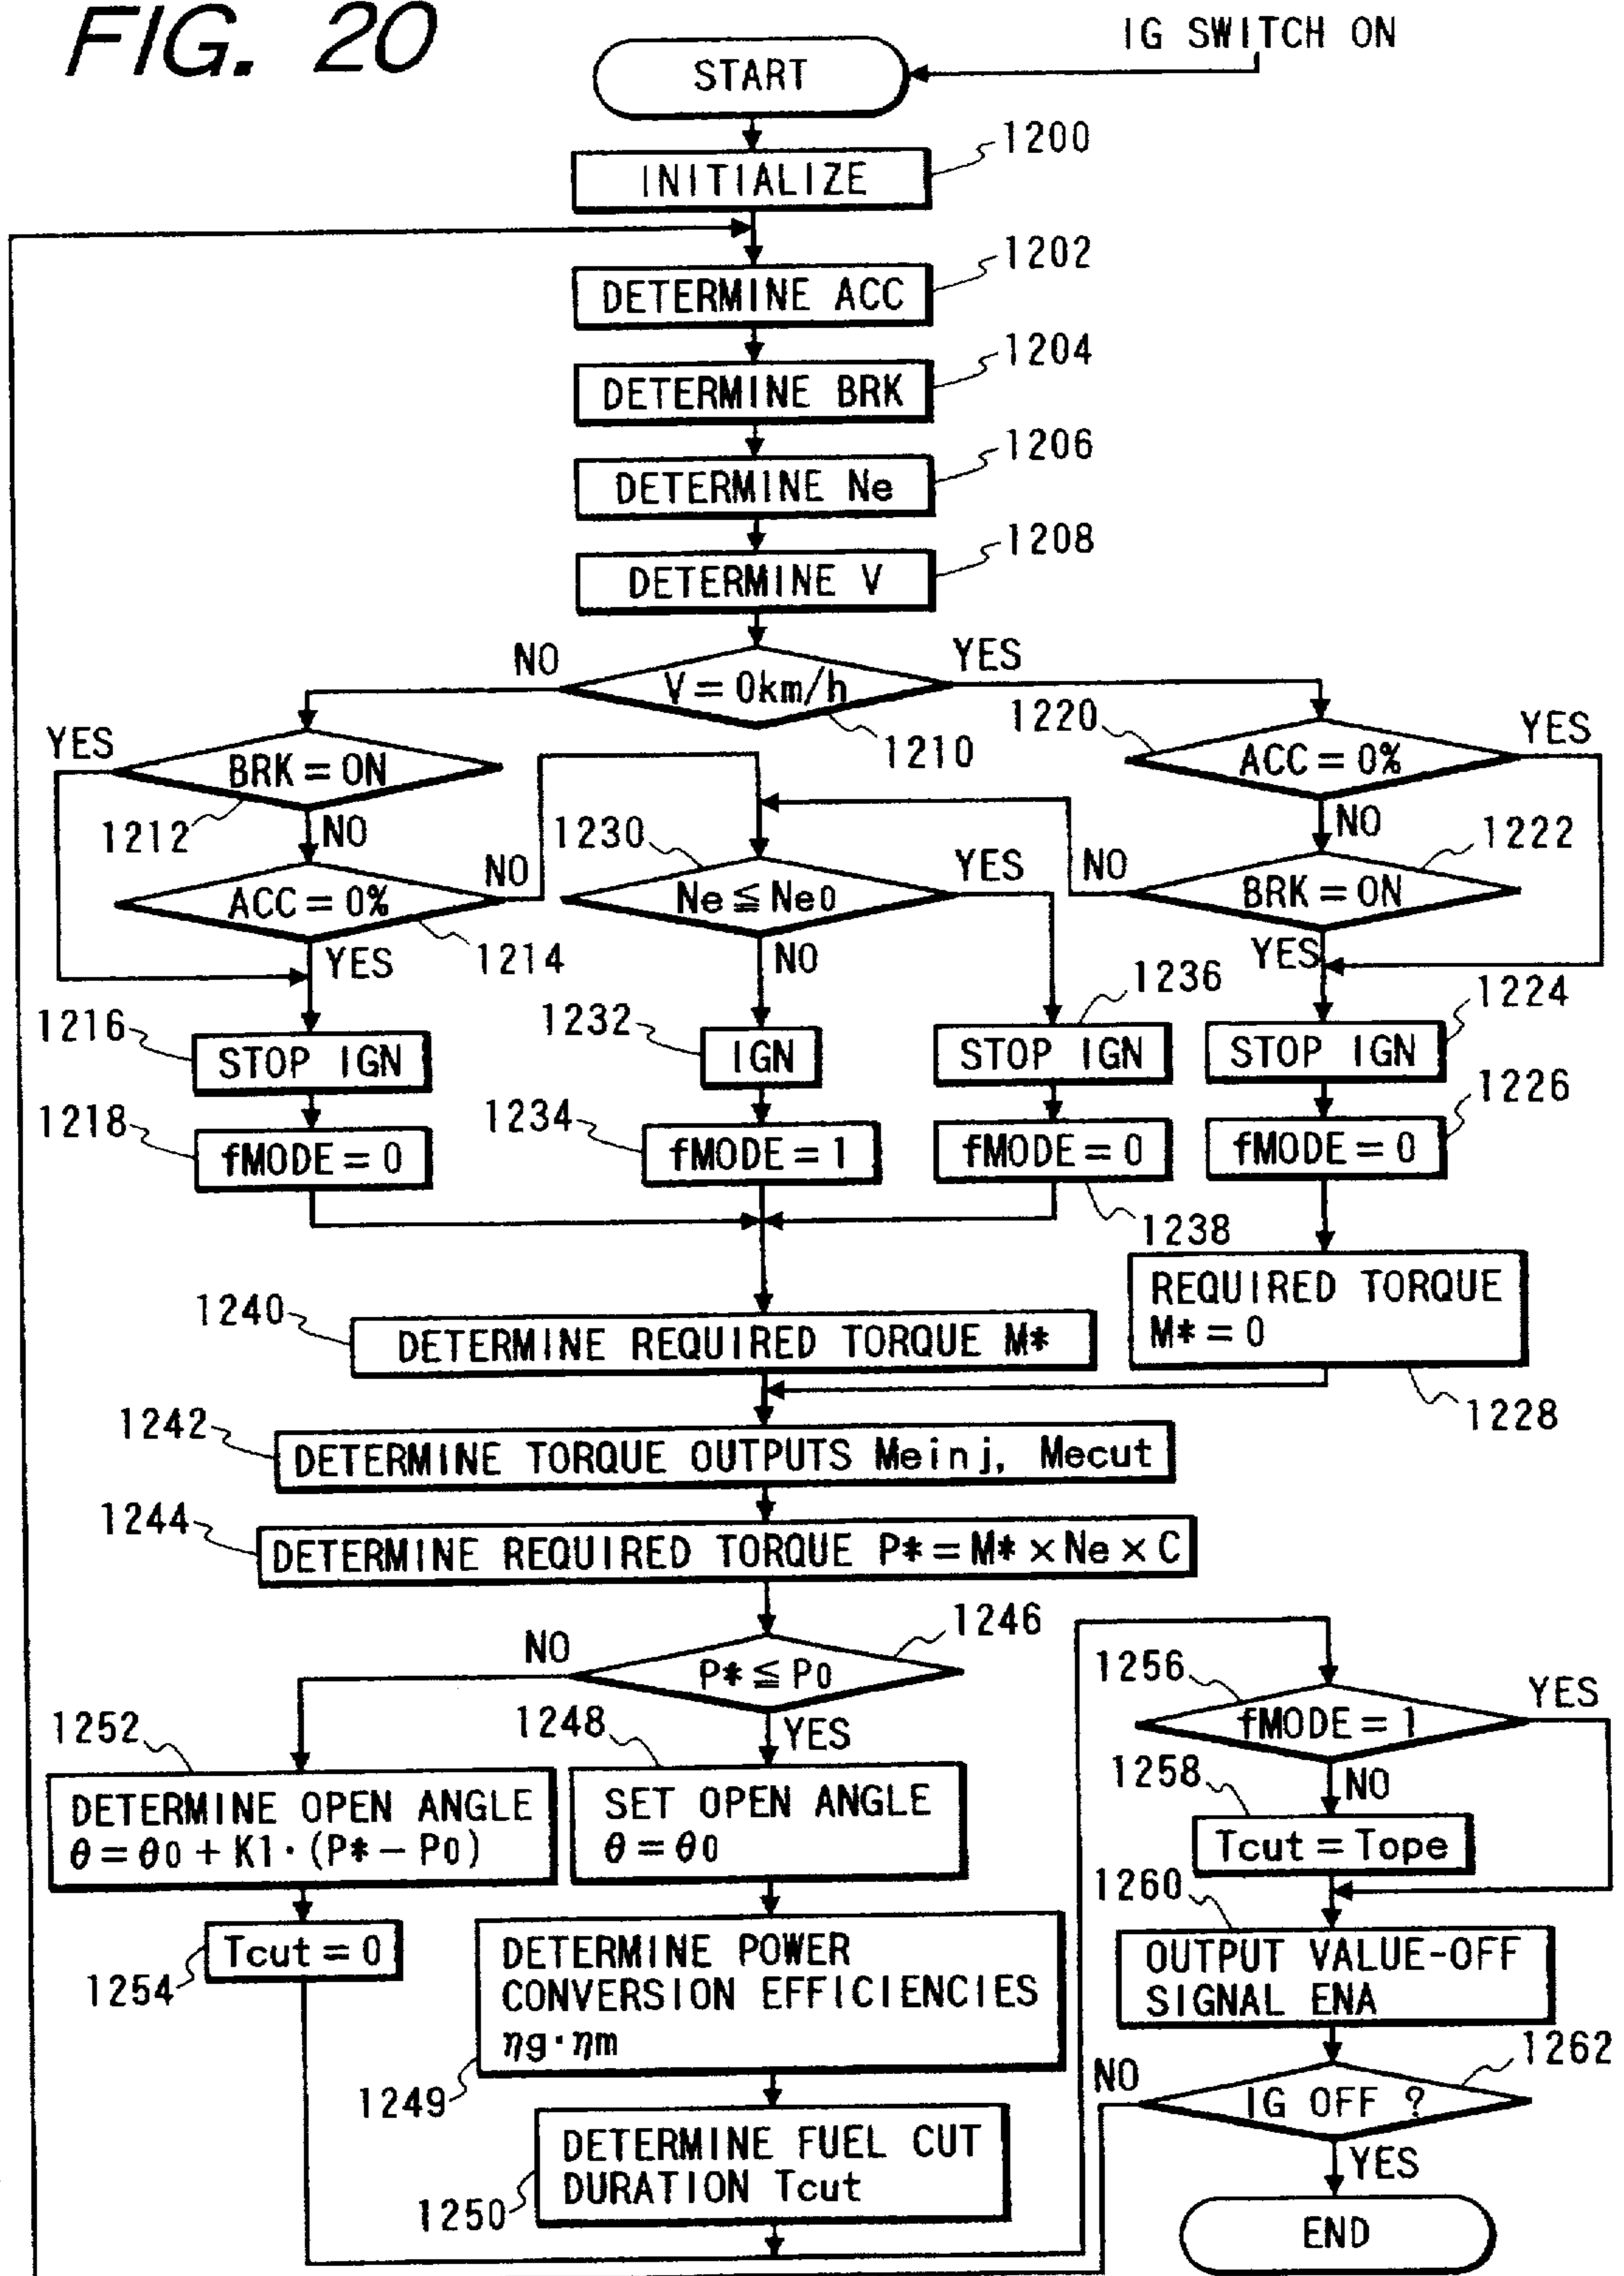 FIG. 20
IG SWITCH ON
START
1200
INITIALIZE
1202
DETERMINE ACC
1204
DETERMINE BRK
1206
DETERMINE Ne
1208
DETERMINE V
NO
YES
V = 0km/h
1210
1220
YES
ACC = 0%
YES
BRK = ON
1212
NO
NO
1230
1222
NO
YES
NO
ACC = 0%
Ne ≦ Ne0
BRK = ON
1214
YES
NO
YES
1236
1224
1216
STOP IGN
1232
IGN
STOP IGN
STOP IGN
1226
1218
fMODE = 0
1234
fMODE = 1
fMODE = 0
fMODE = 0
1238
REQUIRED TORQUE
M* = 0
1240
DETERMINE REQUIRED TORQUE M*
1228
1242
DETERMINE TORQUE OUTPUTS Meinj, Mecut
1244
DETERMINE REQUIRED TORQUE P* = M* × Ne × C
1246
NO
P* ≦ P0
YES
1256
YES
fMODE = 1
1252
1248
1258
NO
DETERMINE OPEN ANGLE
θ = θ0 + K1 · (P* − P0)
SET OPEN ANGLE
θ = θ0
Tcut = Tope
1260
Tcut = 0
1254
DETERMINE POWER
CONVERSION EFFICIENCIES
ηg · ηm
1249
OUTPUT VALUE-OFF
SIGNAL ENA
1262
NO
IG OFF ?
DETERMINE FUEL CUT
DURATION Tcut
1250
YES
END